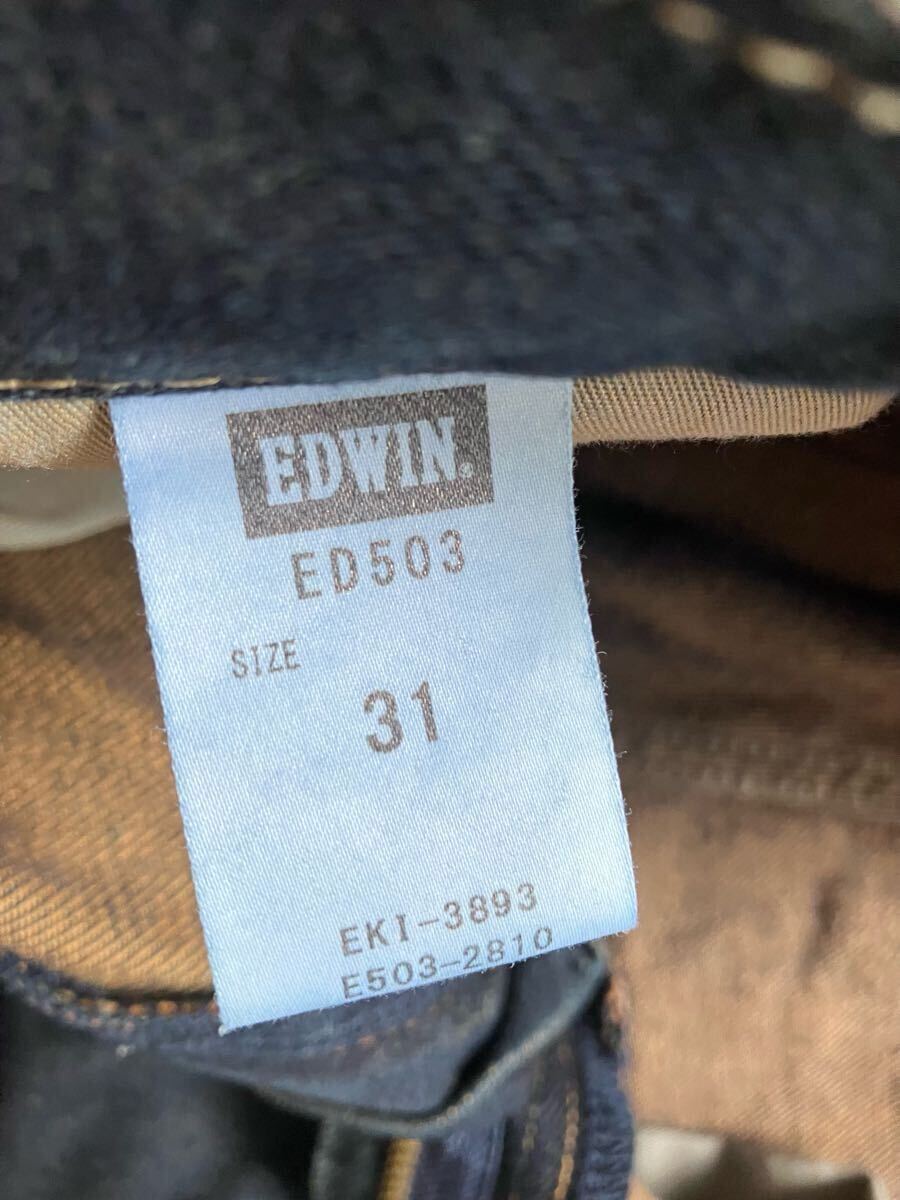 EDWIN.
ED503
SIZE
31
EKI-3893
E503-2810